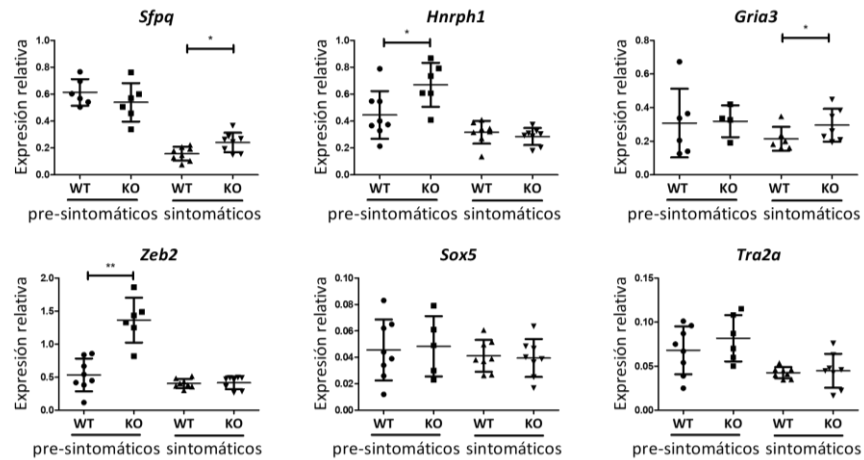 Sfpq
Expresión relativa
1.0
0.8
0.6
0.4
0.2
0.0
*
WT KO WT KO
pre-sintomáticos sintomáticos
Hnrph1
Expresión relativa
1.0
0.8
0.6
0.4
0.2
0.0
*
WT KO WT KO
pre-sintomáticos sintomáticos
Gria3
Expresión relativa
0.8
0.6
0.4
0.2
0.0
*
WT KO WT KO
pre-sintomáticos sintomáticos
Zeb2
Expresión relativa
2.0
1.5
1.0
0.5
0.0
**
WT KO WT KO
pre-sintomáticos sintomáticos
Sox5
Expresión relativa
0.10
0.08
0.06
0.04
0.02
0.00
WT KO WT KO
pre-sintomáticos sintomáticos
Tra2a
Expresión relativa
0.15
0.10
0.05
0.00
WT KO WT KO
pre-sintomáticos sintomáticos